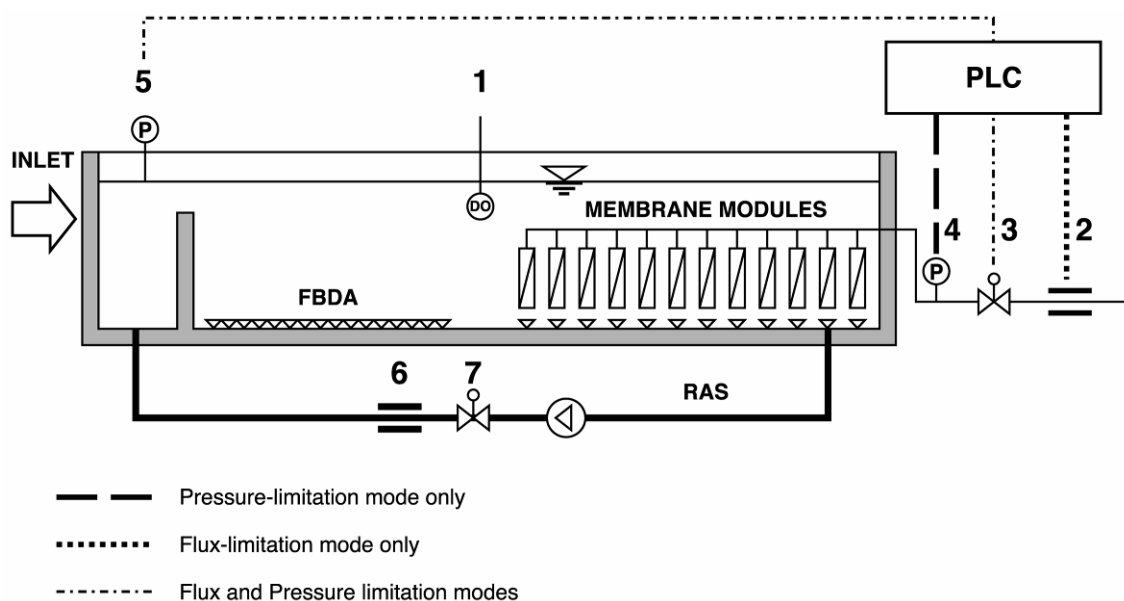 PLC
5
1
P
INLET
DO
MEMBRANE MODULES
4
3
2
P
FBDA
6
7
RAS
Pressure-limitation mode only
Flux-limitation mode only
Flux and Pressure limitation modes